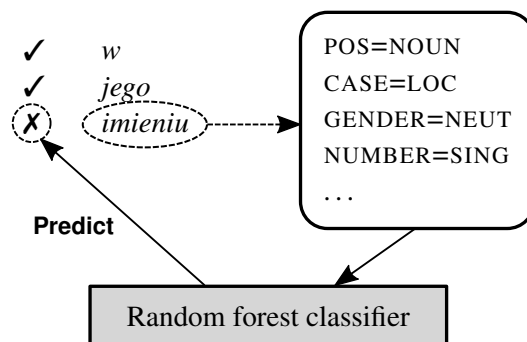 ✓ w
✓ jego
✗ imieniu
POS=NOUN
CASE=LOC
GENDER=NEUT
NUMBER=SING
...
Predict
Random forest classifier